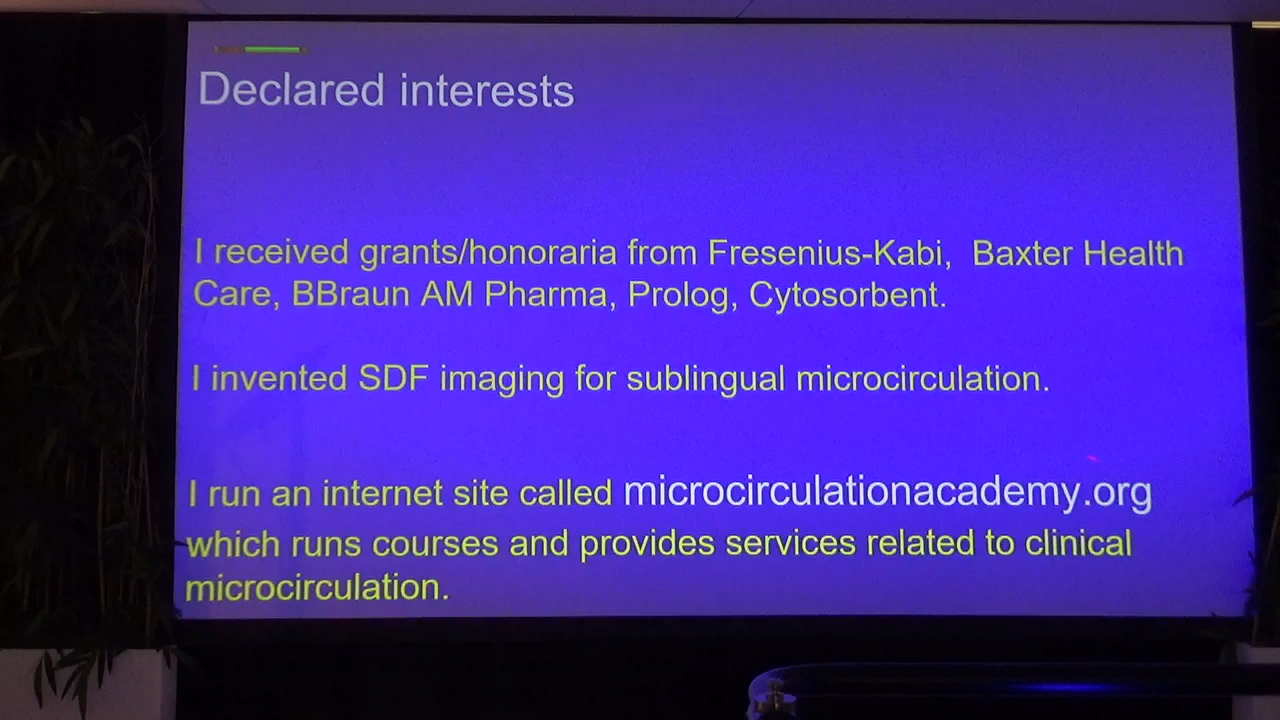 Declared interests
I received grants/honoraria from Fresenius-Kabi, Baxter Health
Care, BBraun AM Pharma, Prolog, Cytosorbent.
I invented SDF imaging for sublingual microcirculation.
I run an internet site called microcirculationacademy.org
which runs courses and provides services related to clinical
microcirculation.